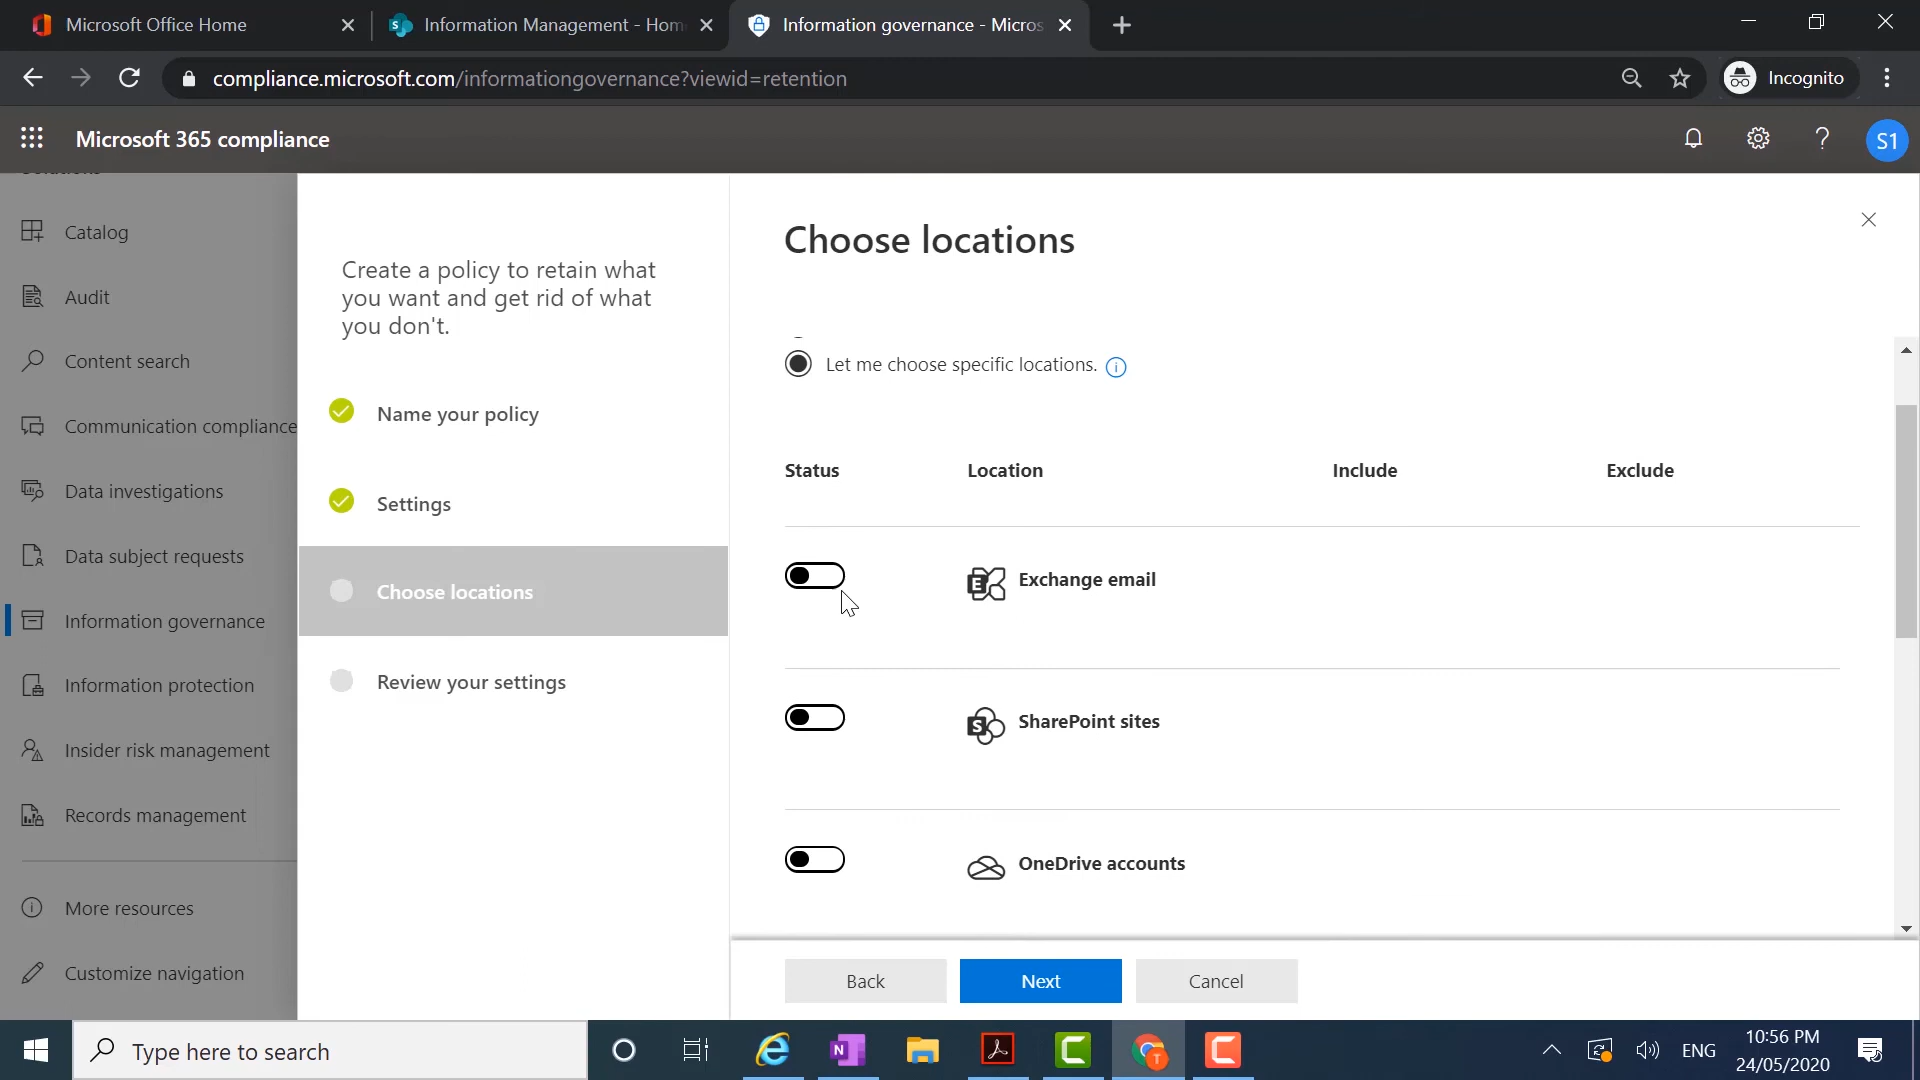 Microsoft Office Home
Information Management - Hom
Information governance - Micros
compliance.microsoft.com/informationgovernance?viewid=retention
Incognito
Microsoft 365 compliance
S1
Solutions
Catalog
Audit
Content search
Communication compliance
Data investigations
Data subject requests
Information governance
Information protection
Insider risk management
Records management
More resources
Customize navigation
Create a policy to retain what
you want and get rid of what
you don't.
Name your policy
Settings
Choose locations
Review your settings
Choose locations
Let me choose specific locations.
Status Location Include Exclude
Exchange email
SharePoint sites
OneDrive accounts
Back Next Cancel
Type here to search
ENG
10:56 PM
24/05/2020